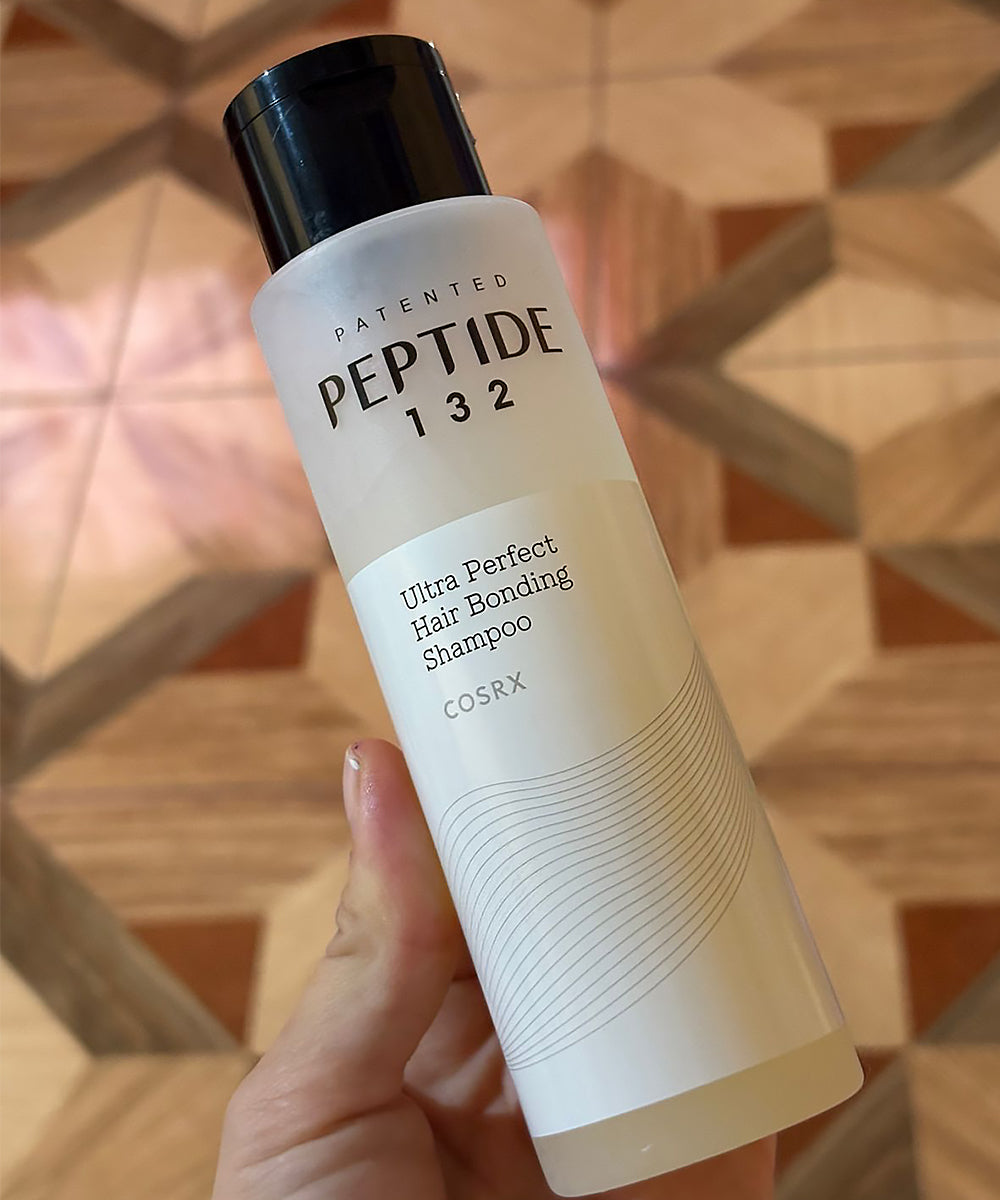 PATENTED
PEPTIDE
132
Ultra Perfect
Hair Bonding
Shampoo
COSRX